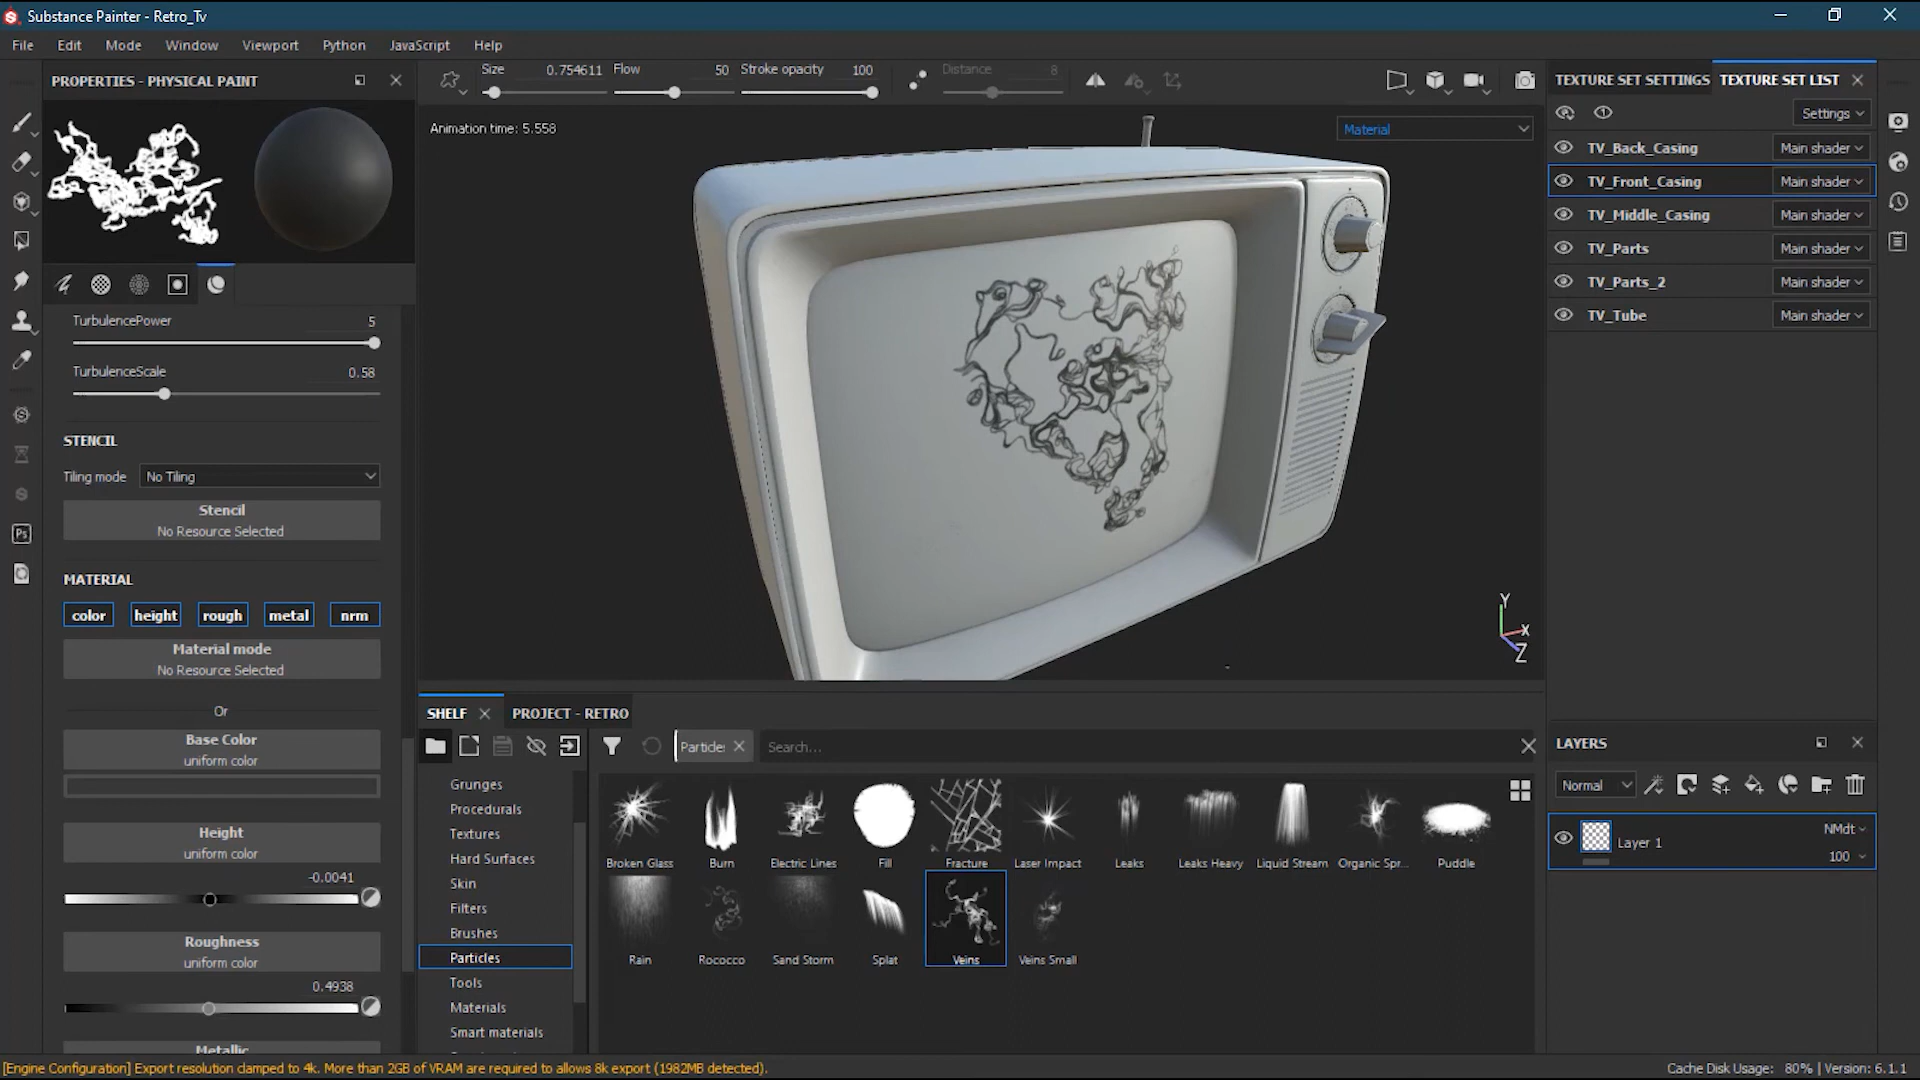 Substance Painter - Retro_Tv
File Edit Mode Window Viewport Python JavaScript Help
PROPERTIES - PHYSICAL PAINT
Size 0.754611 Flow 50 Stroke opacity 100 Distance 8
TEXTURE SET SETTINGS TEXTURE SET LIST
Settings
Animation time: 5.558
Material
TV_Back_Casing Main shader
TV_Front_Casing Main shader
TV_Middle_Casing Main shader
TV_Parts Main shader
TV_Parts_2 Main shader
TV_Tube Main shader
TurbulencePower 5
TurbulenceScale 0.58
STENCIL
Tiling mode No Tiling
Stencil
No Resource Selected
MATERIAL
color height rough metal nrm
Material mode
No Resource Selected
Or
Base Color
uniform color
Height
uniform color
-0.0041
Roughness
uniform color
0.4938
Metallic
Ps
Y
X
Z
SHELF PROJECT - RETRO
Particle Search...
Grunges
Procedurals
Textures
Hard Surfaces
Skin
Filters
Brushes
Particles
Tools
Materials
Smart materials
Broken Glass Burn Electric Lines Fill Fracture Laser Impact Leaks Leaks Heavy Liquid Stream Organic Spr... Puddle
Rain Rococco Sand Storm Splat Veins Veins Small
LAYERS
Normal
Layer 1 NMdt
100
[Engine Configuration] Export resolution clamped to 4k. More than 2GB of VRAM are required to allows 8k export (1982MB detected).
Cache Disk Usage: 80% | Version: 6.1.1